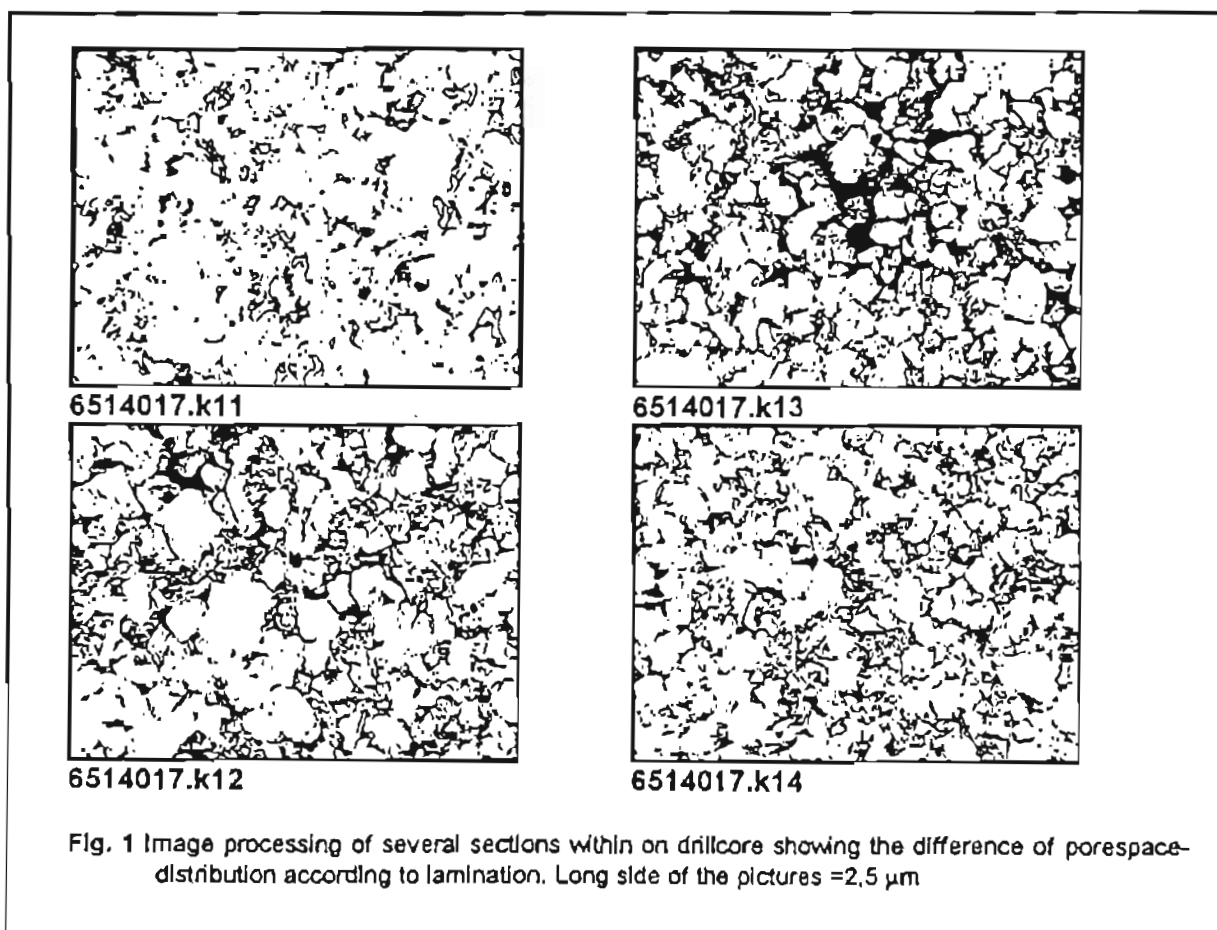 6514017.k11
6514017.k13
6514017.k12
6514017.k14
Fig. 1 Image processing of several sections within on drillcore showing the difference of porespace-
distribution according to lamination. Long side of the pictures =2,5 µm